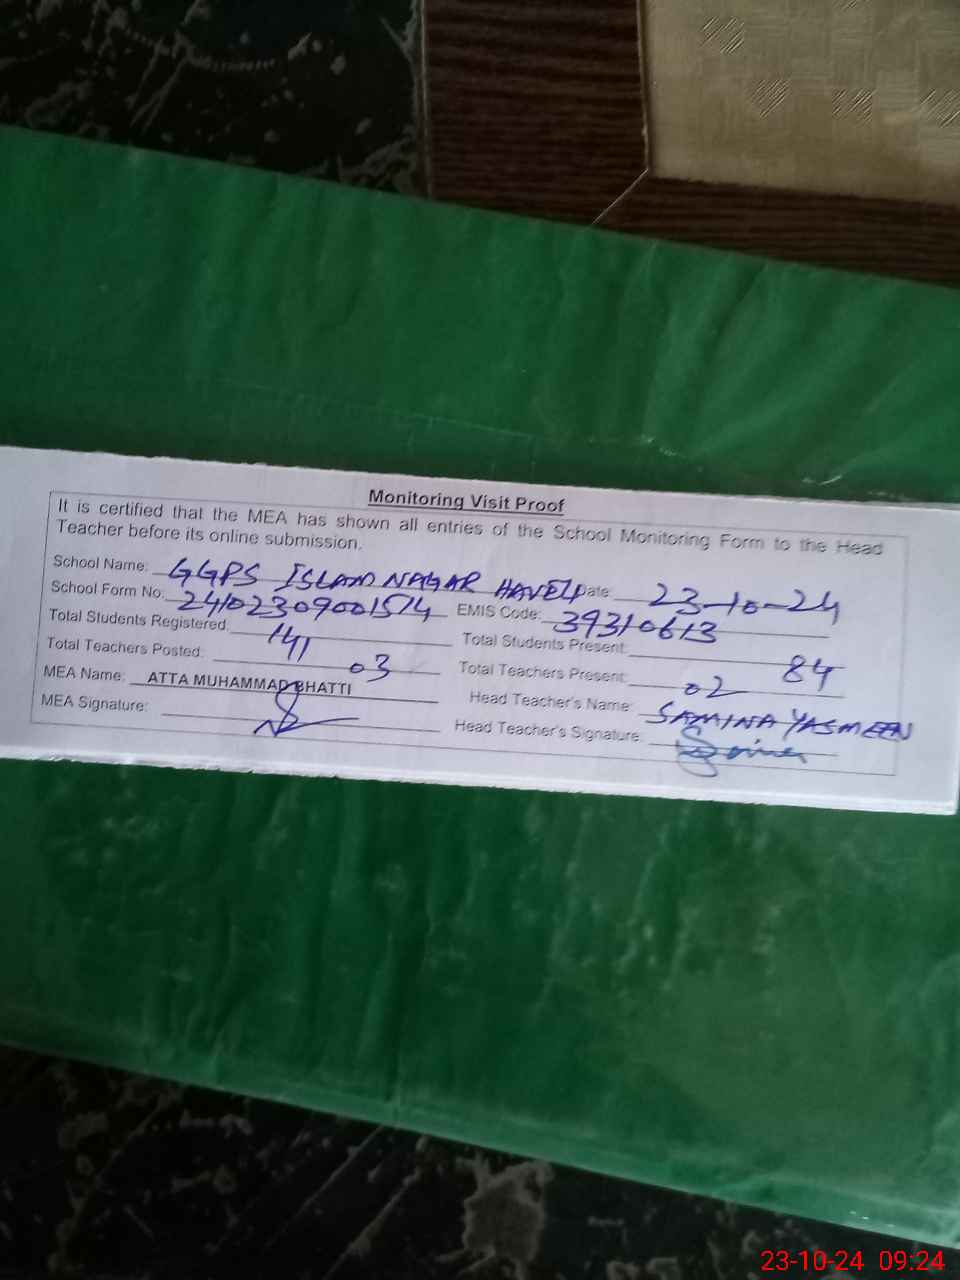 Monitoring Visit Proof
It is certified that the MEA has shown all entries of the School Monitoring Form to the Head
Teacher before its online submission.
School Name: GGPS ISLAM NAGAR HAVELI Date: 23-10-24
School Form No: 24102309001574 EMIS Code: 39310613
Total Students Registered: 141 Total Students Present: 84
Total Teachers Posted: 03 Total Teachers Present: 02
MEA Name: ATTA MUHAMMAD BHATTI Head Teacher's Name: SAMINA YASMEEN
MEA Signature: Head Teacher's Signature:
23-10-24 09:24